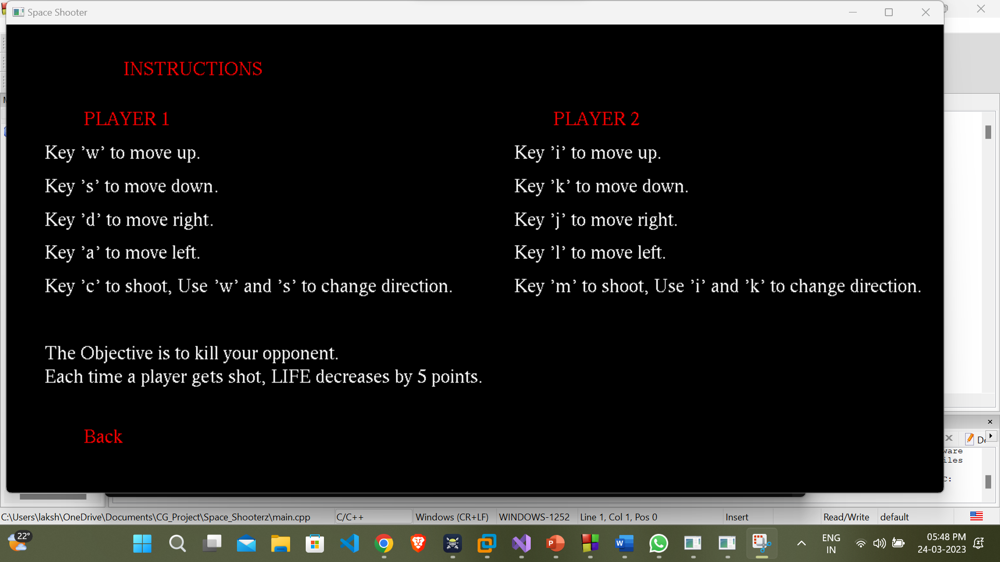 Space Shooter
INSTRUCTIONS
PLAYER 1
Key ’w’ to move up.
Key ’s’ to move down.
Key ’d’ to move right.
Key ’a’ to move left.
Key ’c’ to shoot, Use ’w’ and ’s’ to change direction.
PLAYER 2
Key ’i’ to move up.
Key ’k’ to move down.
Key ’j’ to move right.
Key ’l’ to move left.
Key ’m’ to shoot, Use ’i’ and ’k’ to change direction.
The Objective is to kill your opponent.
Each time a player gets shot, LIFE decreases by 5 points.
Back
C:
C:\Users\laksh\OneDrive\Documents\CG_Project\Space_Shooterz\main.cpp C/C++ Windows (CR+LF) WINDOWS-1252 Line 1, Col 1, Pos 0 Insert Read/Write default
22°
ENG
IN
05:48 PM
24-03-2023